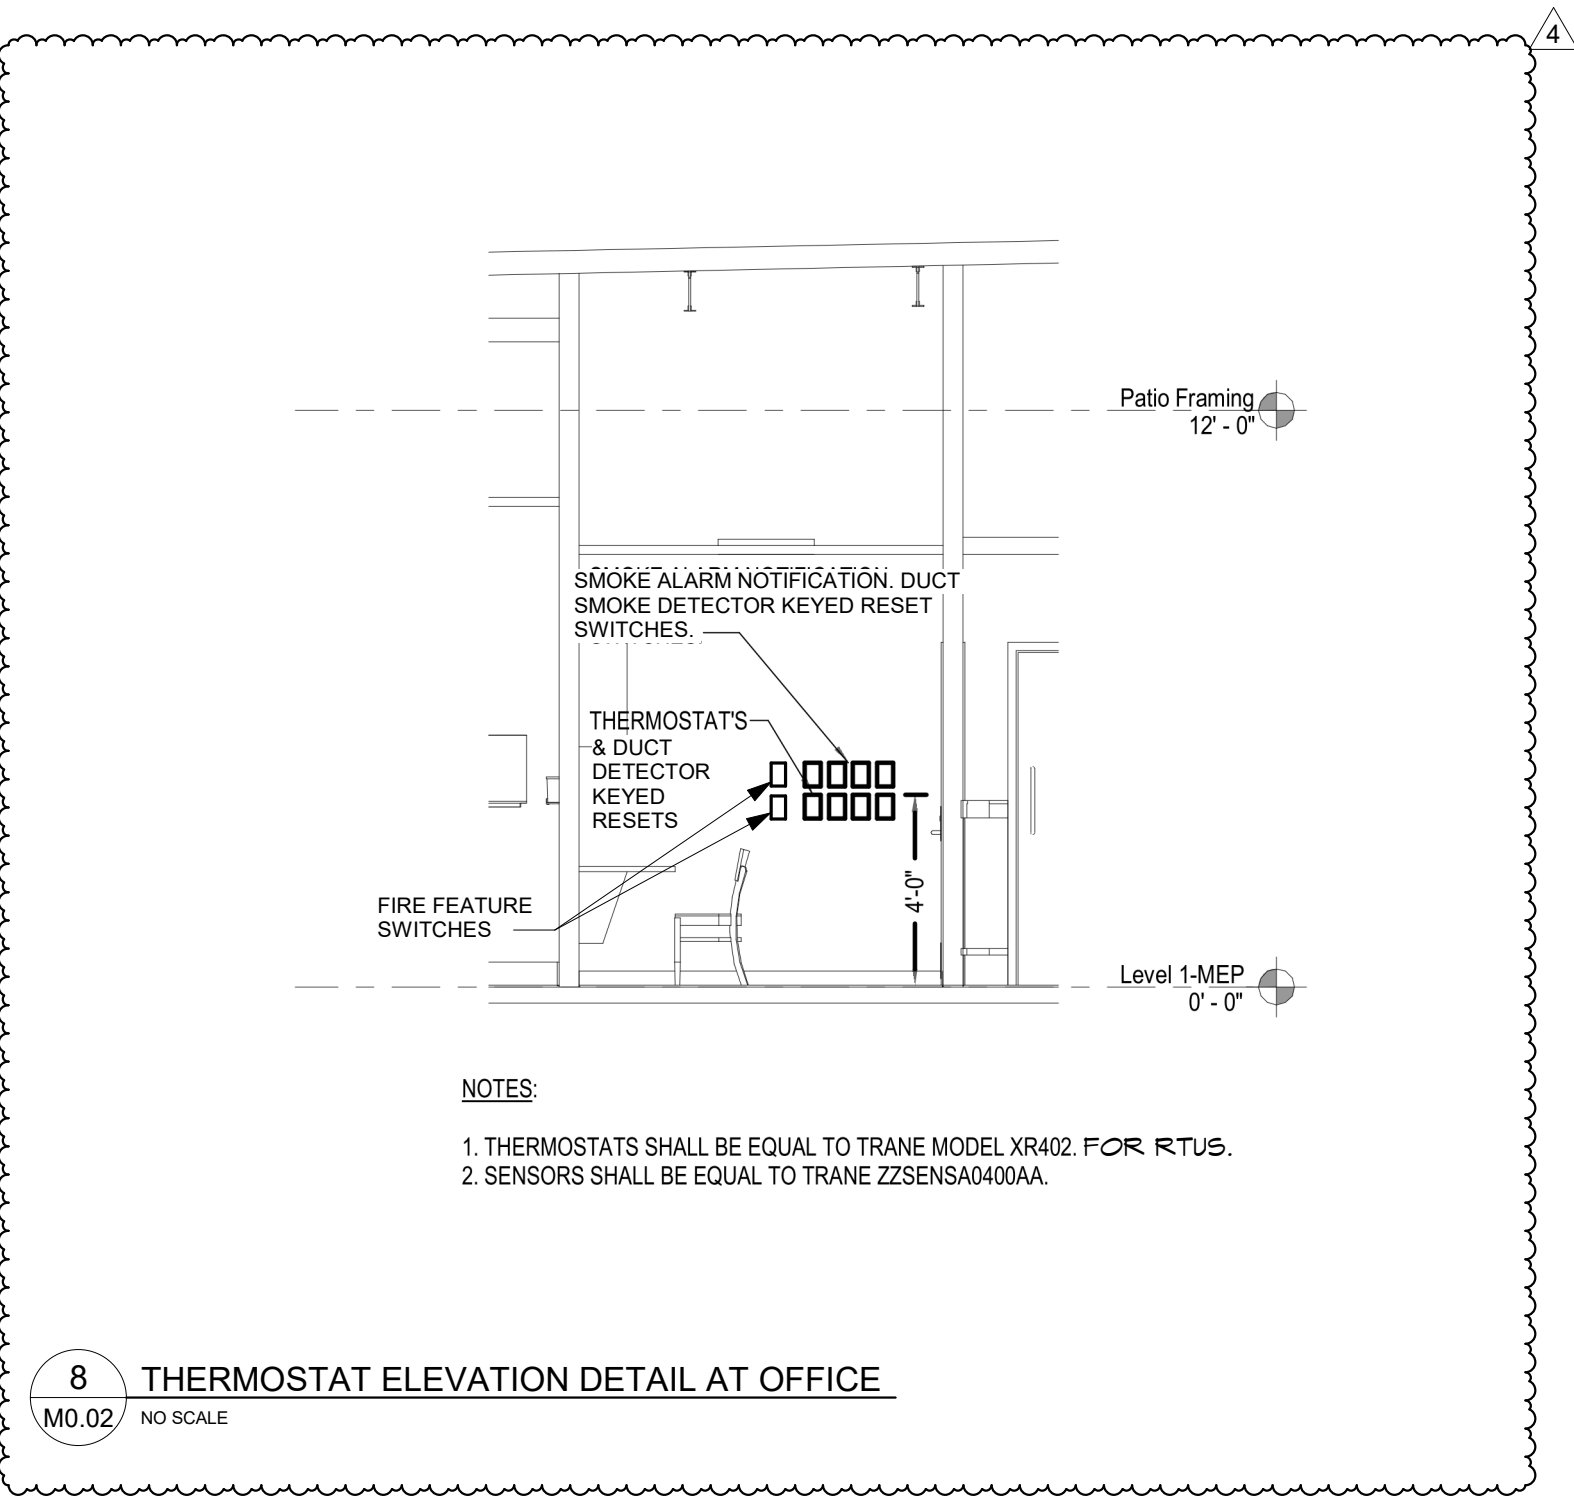 4
Patio Framing
12' - 0"
SMOKE ALARM NOTIFICATION. DUCT
SMOKE DETECTOR KEYED RESET
SWITCHES.
THERMOSTAT'S
& DUCT
DETECTOR
KEYED
RESETS
4'-0"
FIRE FEATURE
SWITCHES
Level 1-MEP
0' - 0"
NOTES:
1. THERMOSTATS SHALL BE EQUAL TO TRANE MODEL XR402. FOR RTUS.
2. SENSORS SHALL BE EQUAL TO TRANE ZZSENSA0400AA.
8
THERMOSTAT ELEVATION DETAIL AT OFFICE
M0.02
NO SCALE